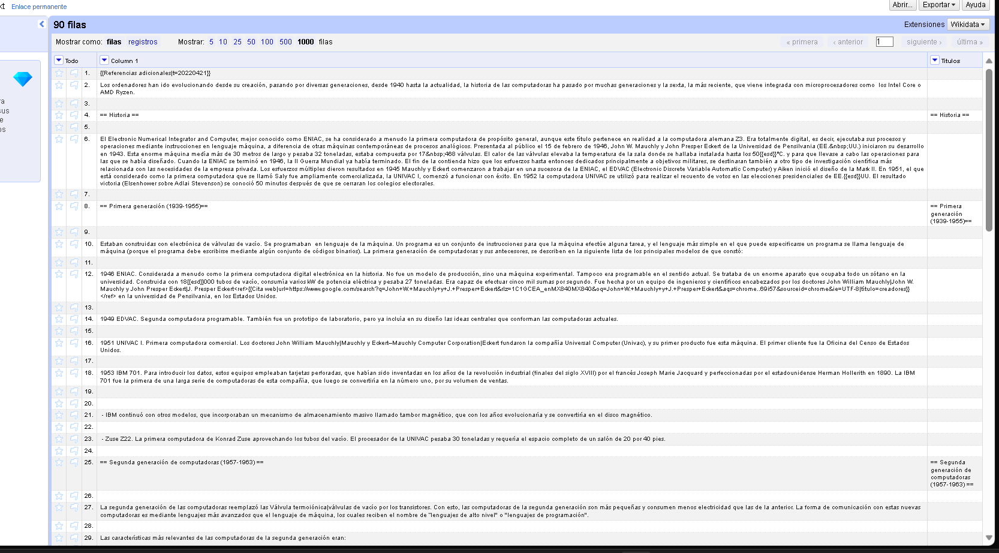 xt Enlace permanente
Abrir... Exportar Ayuda
90 filas
Extensiones Wikidata
Mostrar como: filas registros Mostrar: 5 10 25 50 100 500 1000 filas
« primera ‹ anterior 1 siguiente › última »
Todo Column 1 Titulos
ra
sus
e
os
1. {{Referencias adicionales|t=20220421}}
2. Los ordenadores han ido evolucionando desde su creación, pasando por diversas generaciones, desde 1940 hasta la actualidad, la historia de las computadoras ha pasado por muchas generaciones y la sexta, la más reciente, que viene integrada con microprocesadores como los Intel Core o
AMD Ryzen.
3.
4. == Historia == == Historia ==
5.
6. El Electronic Numerical Integrator and Computer, mejor conocido como ENIAC, se ha considerado a menudo la primera computadora de propósito general, aunque este título pertenece en realidad a la computadora alemana Z3. Era totalmente digital, es decir, ejecutaba sus procesos y
operaciones mediante instrucciones en lenguaje máquina, a diferencia de otras máquinas contemporáneas de procesos analógicos. Presentada al público el 15 de febrero de 1946, John W. Mauchly y John Presper Eckert de la Universidad de Pensilvania (EE.&nbsp;UU.) iniciaron su desarrollo
en 1943. Esta enorme máquina medía más de 30 metros de largo y pesaba 32 toneladas, estaba compuesta por 17&nbsp;468 válvulas. El calor de las válvulas elevaba la temperatura de la sala donde se hallaba instalada hasta los 50{{esd}}°C. y para que llevase a cabo las operaciones para
las que se había diseñado. Cuando la ENIAC se terminó en 1946, la II Guerra Mundial ya había terminado. El fin de la contienda hizo que los esfuerzos hasta entonces dedicados principalmente a objetivos militares, se destinaran también a otro tipo de investigación científica más
relacionada con las necesidades de la empresa privada. Los esfuerzos múltiples dieron resultados en 1945 Mauchly y Eckert comenzaron a trabajar en una sucesora de la ENIAC, el EDVAC (Electronic Discrete Variable Automatic Computer) y Aiken inició el diseño de la Mark II. En 1951, el que
está considerado como la primera computadora que se llamó Saly fue ampliamente comercializada, la UNIVAC I, comenzó a funcionar con éxito. En 1952 la computadora UNIVAC se utilizó para realizar el recuento de votos en las elecciones presidenciales de EE.{{esd}}UU. El resultado
victoria (EIsenhower sobre Adlai Stevenson) se conoció 50 minutos después de que se cerraran los colegios electorales.
7.
8. == Primera generación (1939-1955)== == Primera
generación
(1939-1955)==
9.
10. Estaban construidas con electrónica de válvulas de vacío. Se programaban en lenguaje de la máquina. Un programa es un conjunto de instrucciones para que la máquina efectúe alguna tarea, y el lenguaje más simple en el que puede especificarse un programa se llama lenguaje de
máquina (porque el programa debe escribirse mediante algún conjunto de códigos binarios). La primera generación de computadoras y sus antecesores, se describen en la siguiente lista de los principales modelos de que constó:
11.
12. 1946 ENIAC. Considerada a menudo como la primera computadora digital electrónica en la historia. No fue un modelo de producción, sino una máquina experimental. Tampoco era programable en el sentido actual. Se trataba de un enorme aparato que ocupaba todo un sótano en la
universidad. Construida con 18{{esd}}000 tubos de vacío, consumía varios kW de potencia eléctrica y pesaba 27 toneladas. Era capaz de efectuar cinco mil sumas por segundo. Fue hecha por un equipo de ingenieros y científicos encabezados por los doctores John William Mauchly|John W.
Mauchly y John Presper Eckert|J. Presper Eckert<ref>{{Cita web|url=https://www.google.com/search?q=John+W.+Mauchly+y+J.+Presper+Eckert&rlz=1C1GCEA_enMX840MX840&oq=John+W.+Mauchly+y+J.+Presper+Eckert&aqs=chrome..69i57&sourceid=chrome&ie=UTF-8|título=creadores}}
</ref> en la universidad de Pensilvania, en los Estados Unidos.
13.
14. 1949 EDVAC. Segunda computadora programable. También fue un prototipo de laboratorio, pero ya incluía en su diseño las ideas centrales que conforman las computadoras actuales.
15.
16. 1951 UNIVAC I. Primera computadora comercial. Los doctores John William Mauchly|Mauchly y Eckert–Mauchly Computer Corporation|Eckert fundaron la compañía Universal Computer (Univac), y su primer producto fue esta máquina. El primer cliente fue la Oficina del Censo de Estados
Unidos.
17.
18. 1953 IBM 701. Para introducir los datos, estos equipos empleaban tarjetas perforadas, que habían sido inventadas en los años de la revolución industrial (finales del siglo XVIII) por el francés Joseph Marie Jacquard y perfeccionadas por el estadounidense Herman Hollerith en 1890. La IBM
701 fue la primera de una larga serie de computadoras de esta compañía, que luego se convertiría en la número uno, por su volumen de ventas.
19.
20.
21. - IBM continuó con otros modelos, que incorporaban un mecanismo de almacenamiento masivo llamado tambor magnético, que con los años evolucionaría y se convertiría en el disco magnético.
22.
23. - Zuse Z22. La primera computadora de Konrad Zuse aprovechando los tubos del vacío. El procesador de la UNIVAC pesaba 30 toneladas y requería el espacio completo de un salón de 20 por 40 pies.
24.
25. == Segunda generación de computadoras (1957-1963) == == Segunda
generación de
computadoras
(1957-1963) ==
26.
27. La segunda generación de las computadoras reemplazó las Válvula termoiónica|válvulas de vacío por los transistores. Con esto, las computadoras de la segunda generación son más pequeñas y consumen menos electricidad que las de la anterior. La forma de comunicación con estas nuevas
computadoras es mediante lenguajes más avanzados que el lenguaje de máquina, los cuales reciben el nombre de "lenguajes de alto nivel" o "lenguajes de programación".
28.
29. Las características más relevantes de las computadoras de la segunda generación eran: